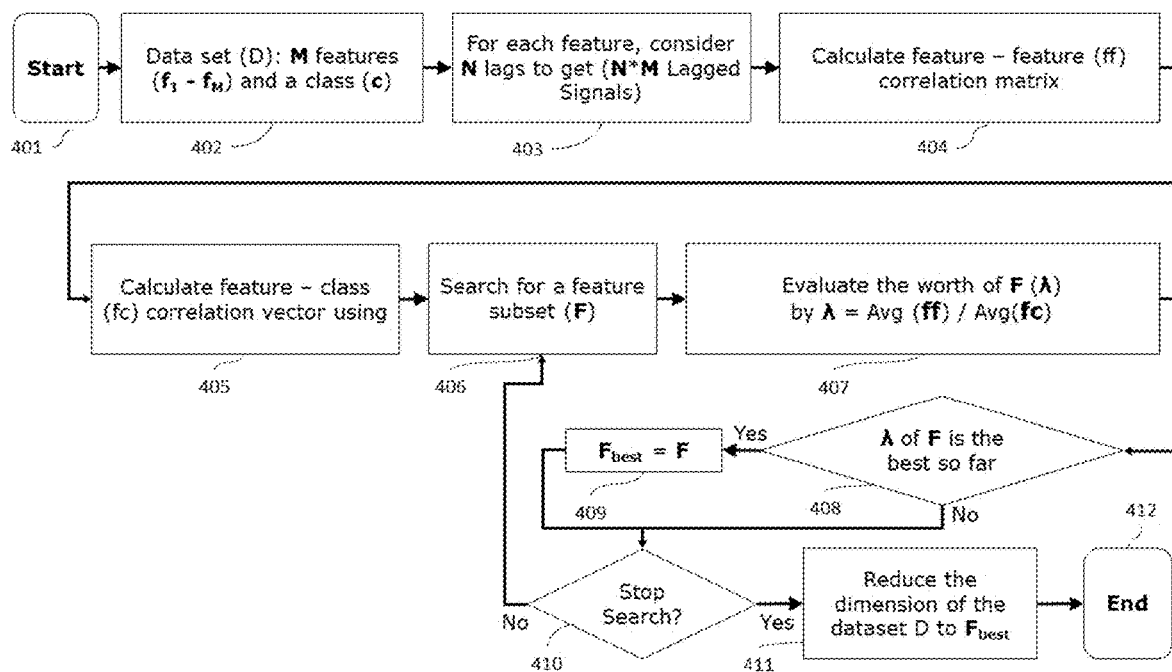 Start
Data set (D): M features
(f₁ - f_M) and a class (c)
For each feature, consider
N lags to get (N*M Lagged
Signals)
Calculate feature – feature (ff)
correlation matrix
401
402
403
404
Calculate feature – class
(fc) correlation vector using
Search for a feature
subset (F)
Evaluate the worth of F (λ)
by λ = Avg (ff) / Avg(fc)
405
406
407
F_best = F
Yes
λ of F is the
best so far
409
408
No
412
Stop
Search?
No
Yes
Reduce the
dimension of the
dataset D to F_best
End
410
411